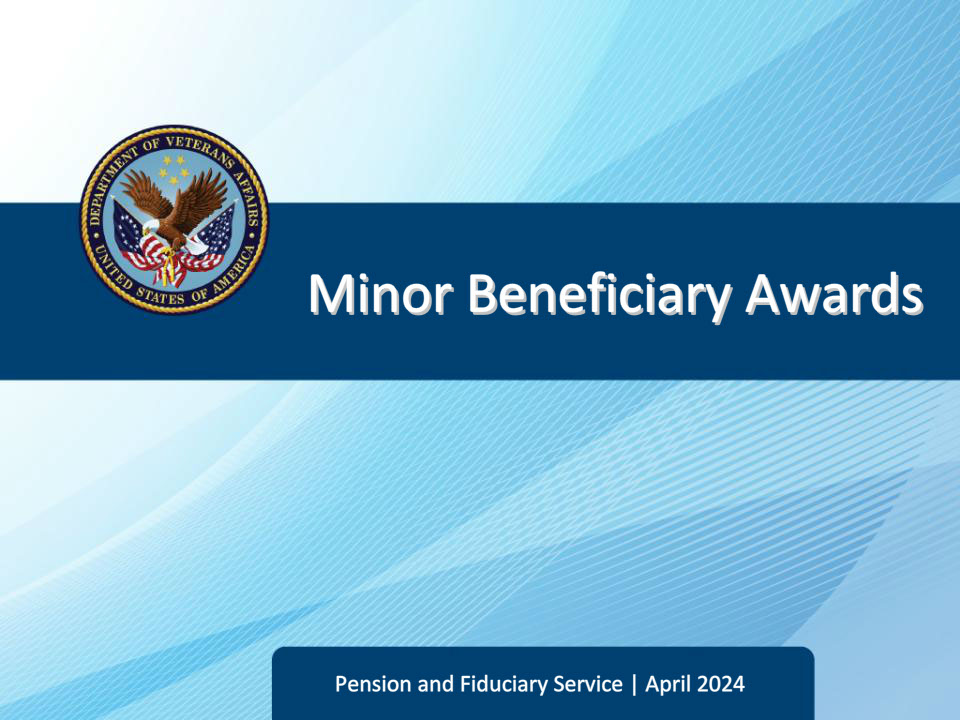 DEPARTMENT OF VETERANS AFFAIRS
UNITED STATES OF AMERICA
Minor Beneficiary Awards
Pension and Fiduciary Service | April 2024